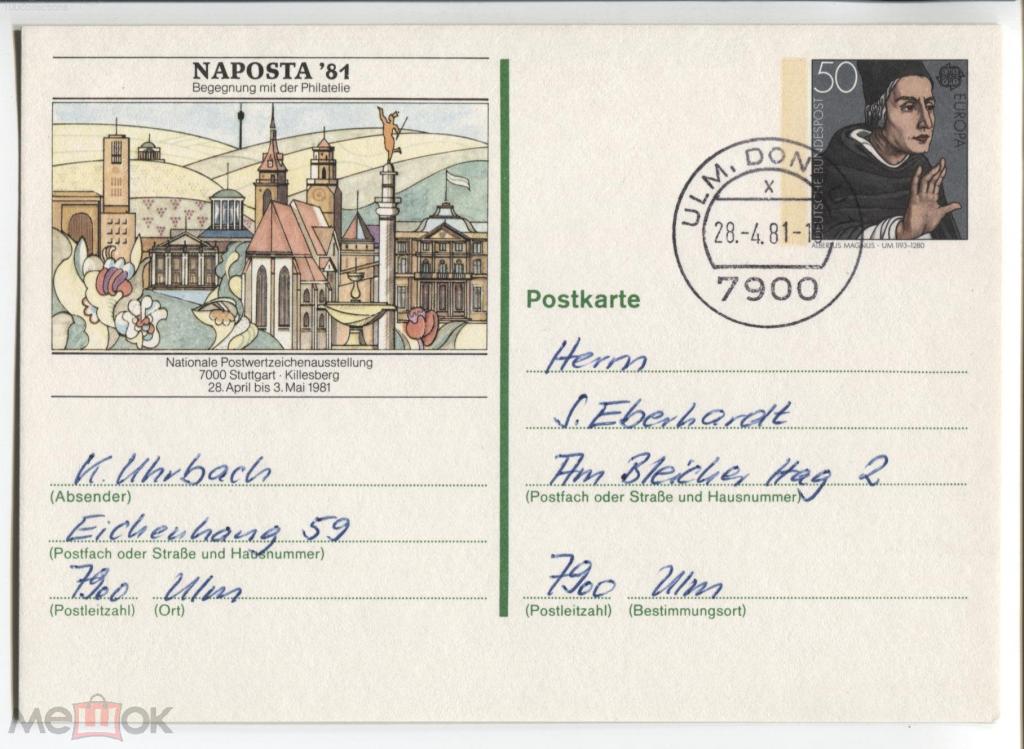 NAPOSTA '81
Begegnung mit der Philatelie
Nationale Postwertzeichenausstellung
7000 Stuttgart · Killesberg
28. April bis 3. Mai 1981
50
DEUTSCHE BUNDESPOST
EUROPA
ALBERTUS MAGNUS · UM 1193–1280
ULM, DON
x
28.-4.81-1
7900
Postkarte
Herrn
S. Eberhardt
Am Bleicher Hag 2
(Postfach oder Straße und Hausnummer)
7900 Ulm
(Postleitzahl) (Bestimmungsort)
K. Uhrbach
(Absender)
Eichenhang 59
(Postfach oder Straße und Hausnummer)
7900 Ulm
(Postleitzahl) (Ort)
мешок